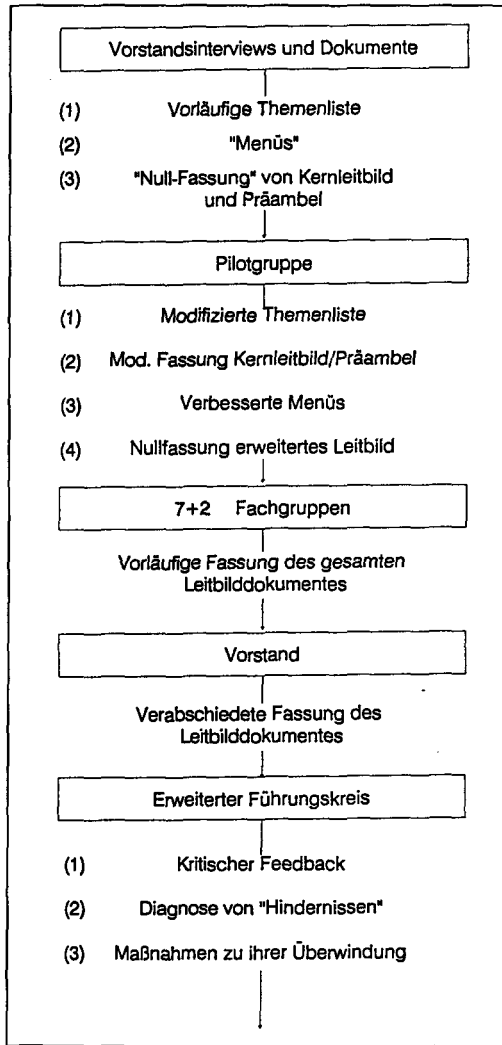 Vorstandsinterviews und Dokumente
(1) Vorläufige Themenliste
(2) "Menüs"
(3) "Null-Fassung" von Kernleitbild
und Präambel
Pilotgruppe
(1) Modifizierte Themenliste
(2) Mod. Fassung Kernleitbild/Präambel
(3) Verbesserte Menüs
(4) Nullfassung erweitertes Leitbild
7+2 Fachgruppen
Vorläufige Fassung des gesamten
Leitbilddokumentes
Vorstand
Verabschiedete Fassung des
Leitbilddokumentes
Erweiterter Führungskreis
(1) Kritischer Feedback
(2) Diagnose von "Hindernissen"
(3) Maßnahmen zu ihrer Überwindung